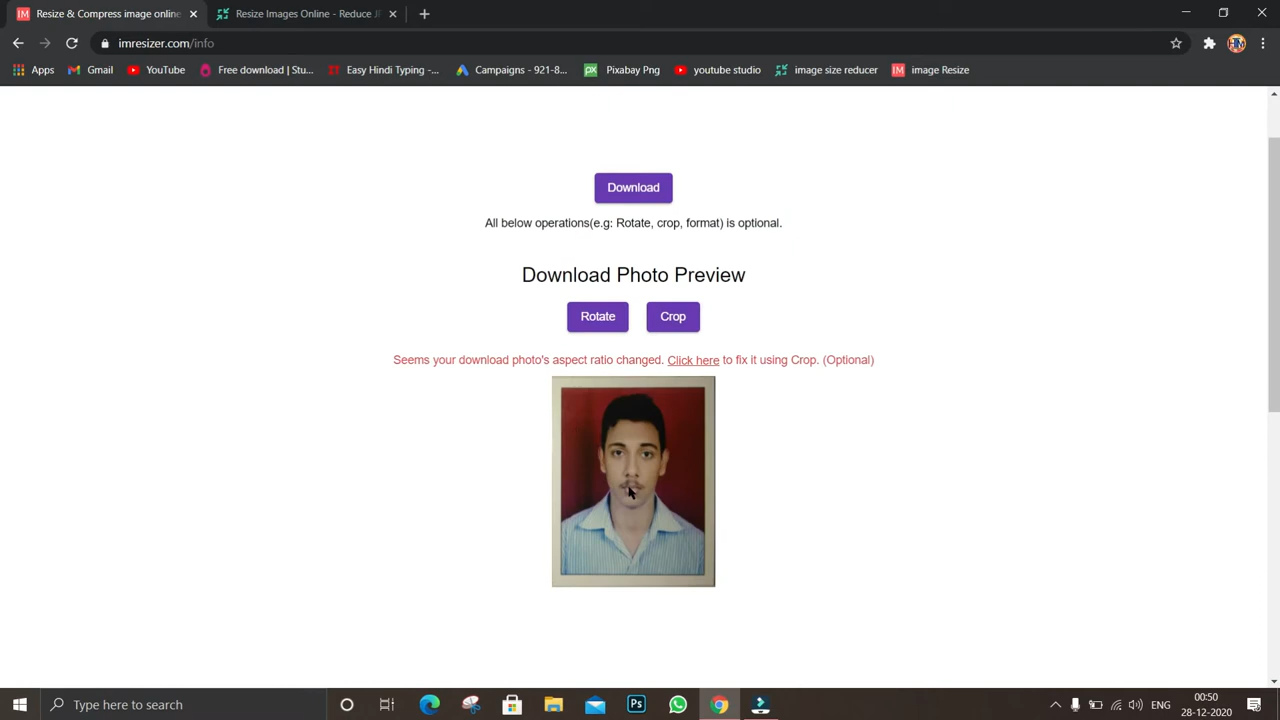 Resize & Compress image online
Resize Images Online - Reduce JP
imresizer.com/info
Apps
Gmail
YouTube
Free download | Stu...
Easy Hindi Typing -...
Campaigns - 921-8...
Pixabay Png
youtube studio
image size reducer
image Resize
Download
All below operations(e.g: Rotate, crop, format) is optional.
Download Photo Preview
Rotate
Crop
Seems your download photo's aspect ratio changed. Click here to fix it using Crop. (Optional)
Type here to search
ENG
00:50
28-12-2020